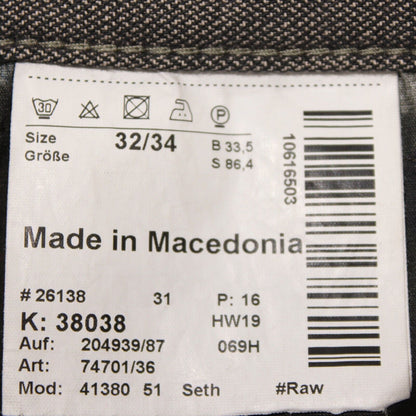 30 P
Size 32/34 B 33,5
Größe S 86,4
10616503
Made in Macedonia
# 26138 31 P: 16
K: 38038 HW19
Auf: 204939/87 069H
Art: 74701/36
Mod: 41380 51 Seth #Raw